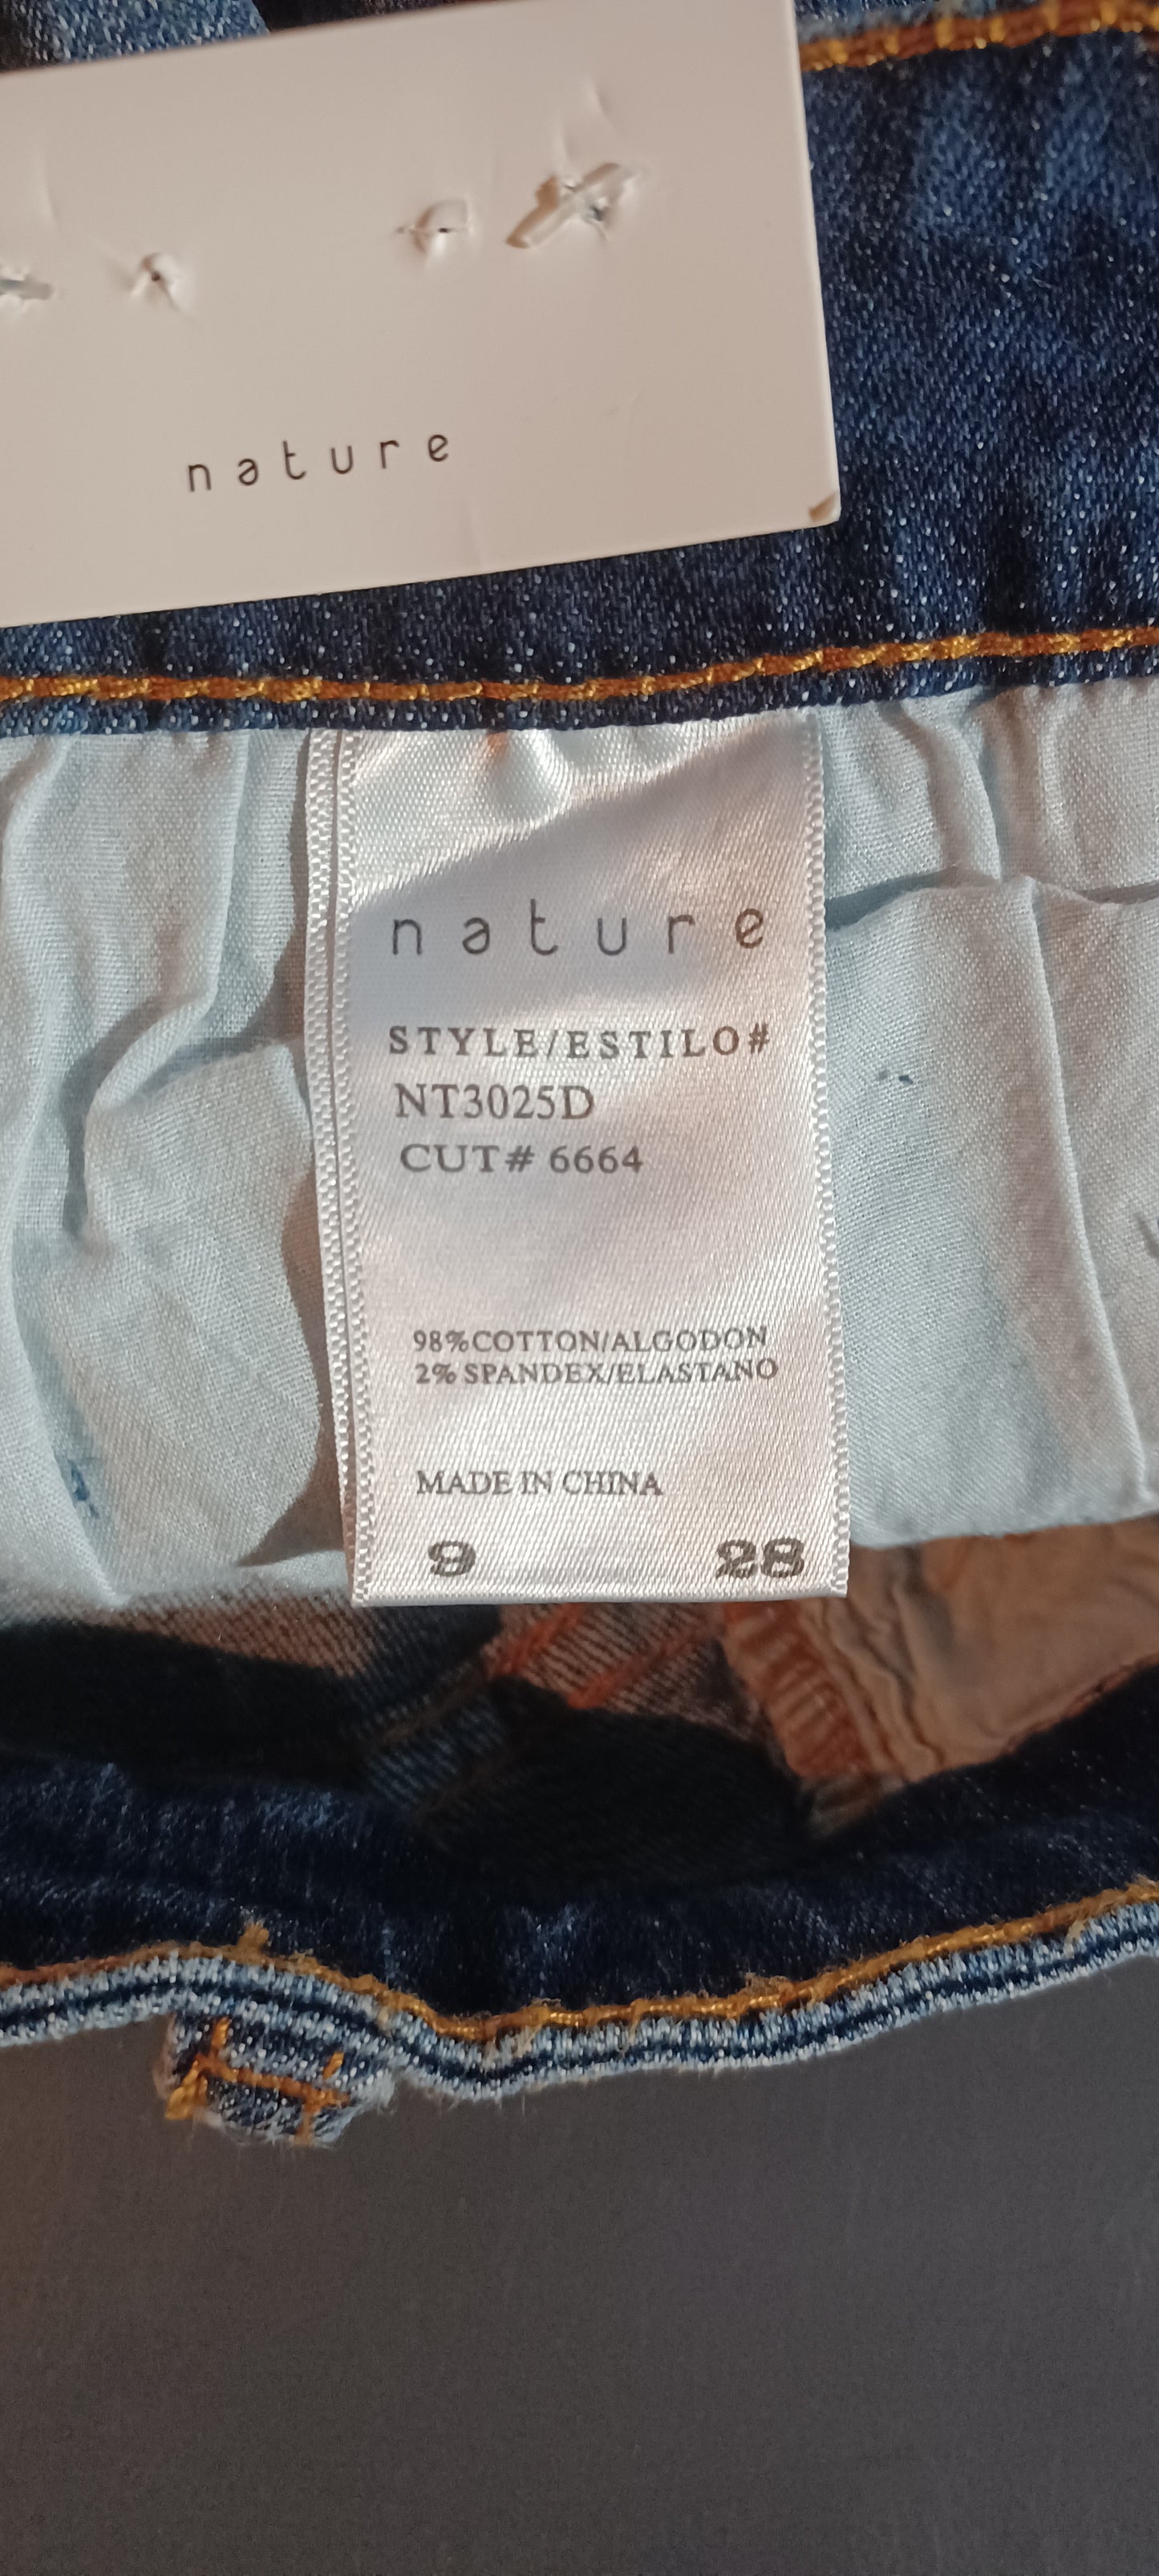 nature
nature
STYLE/ESTILO#
NT3025D
CUT# 6664
98%COTTON/ALGODON
2% SPANDEX/ELASTANO
MADE IN CHINA
9 28